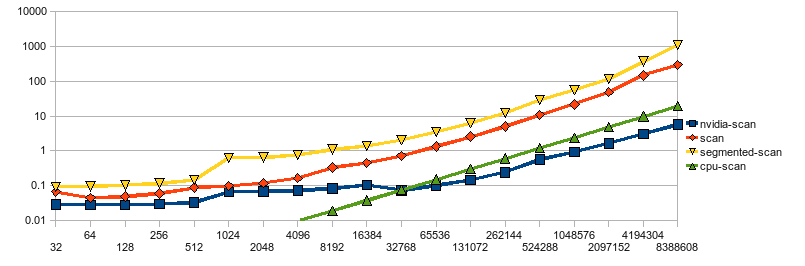 10000
1000
100
10
1
0.1
0.01
nvidia-scan
scan
segmented-scan
cpu-scan
64 256 1024 4096 16384 65536 262144 1048576 4194304
32 128 512 2048 8192 32768 131072 524288 2097152 8388608